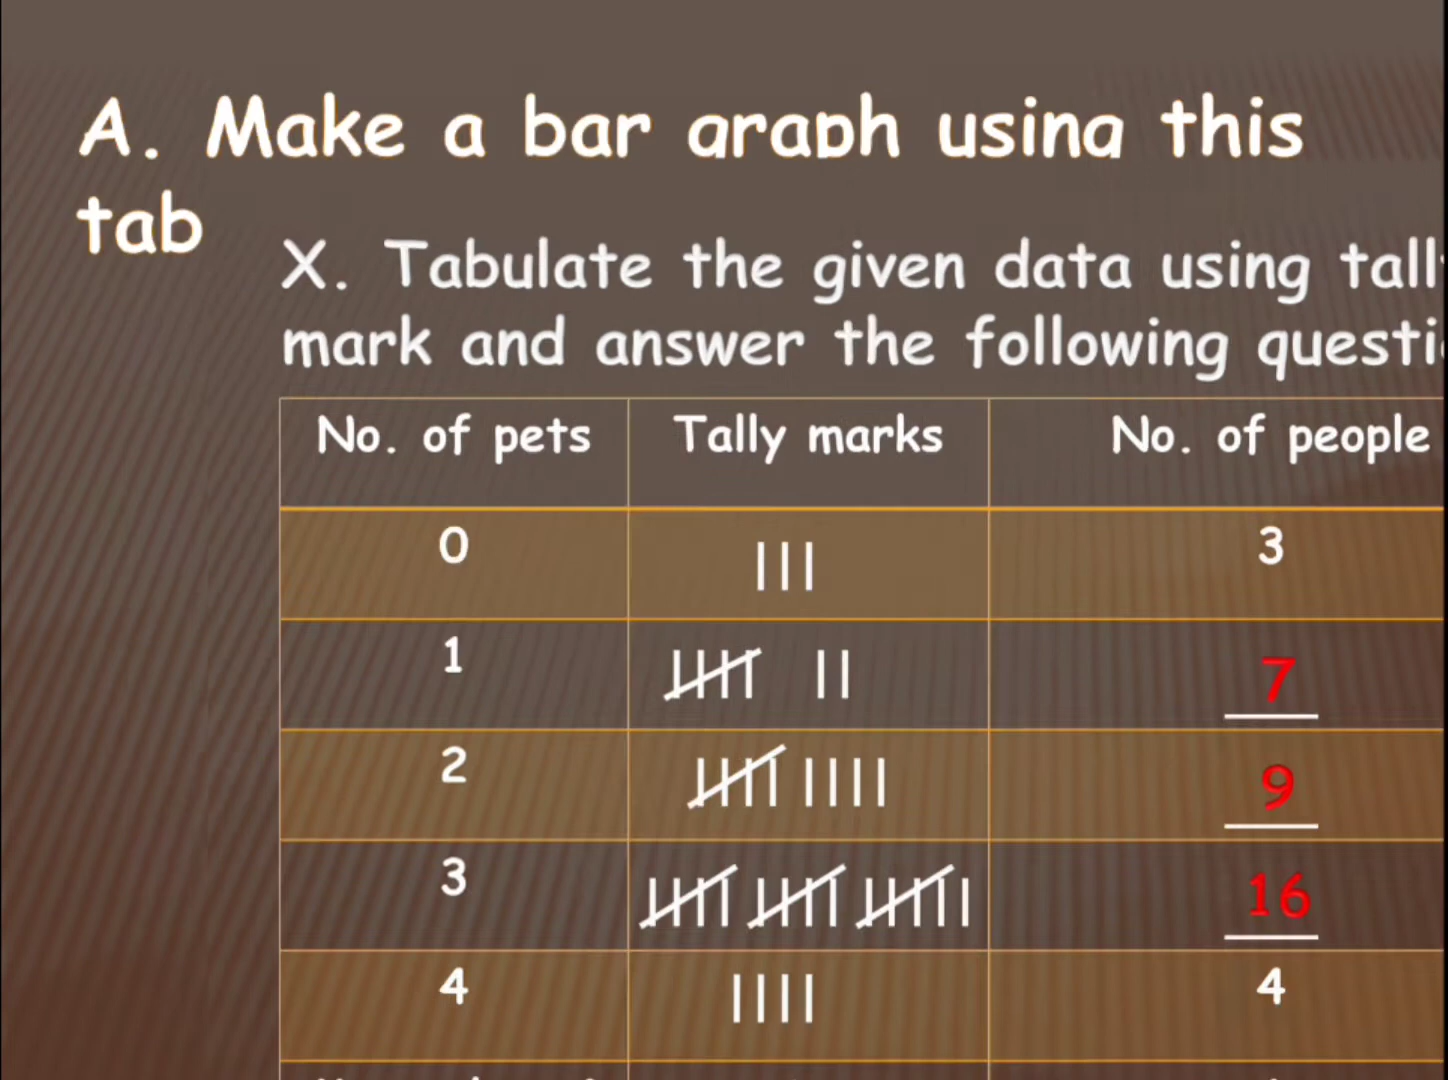 A. Make a bar graph using this
tab
X. Tabulate the given data using tall
mark and answer the following questi
No. of pets Tally marks No. of people
0 3
1 7
2 9
3 16
4 4